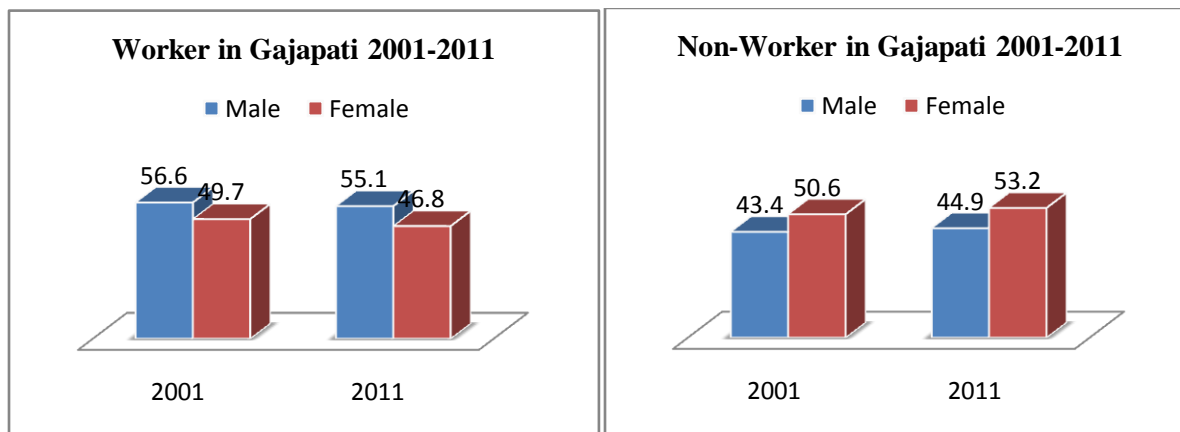 Worker in Gajapati 2001-2011
Male Female
56.6 49.7 55.1 46.8
2001 2011
Non-Worker in Gajapati 2001-2011
Male Female
43.4 50.6 44.9 53.2
2001 2011